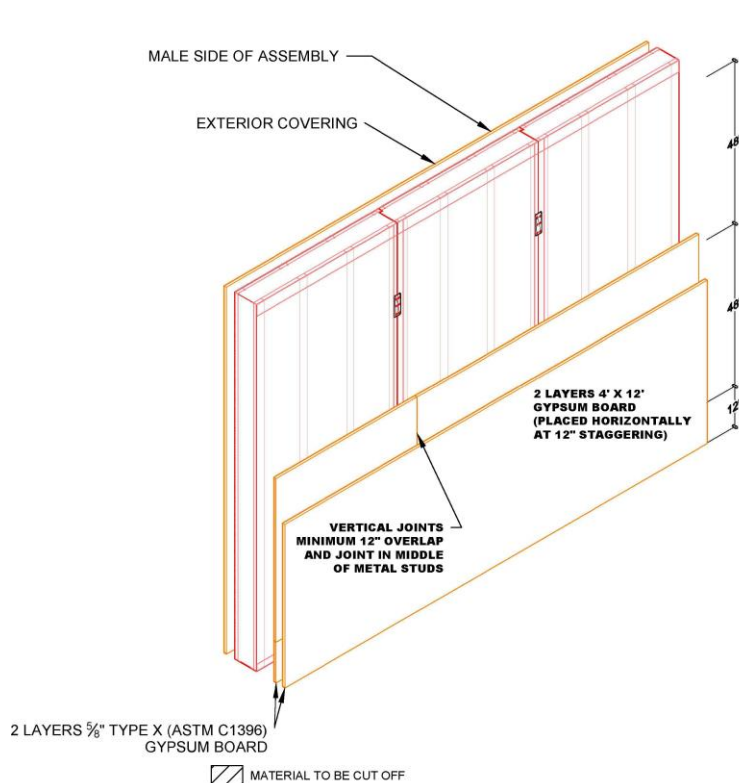 MALE SIDE OF ASSEMBLY
EXTERIOR COVERING
48
48
12"
2 LAYERS 4' X 12'
GYPSUM BOARD
(PLACED HORIZONTALLY
AT 12" STAGGERING)
VERTICAL JOINTS
MINIMUM 12" OVERLAP
AND JOINT IN MIDDLE
OF METAL STUDS
2 LAYERS ⅝" TYPE X (ASTM C1396)
GYPSUM BOARD
MATERIAL TO BE CUT OFF